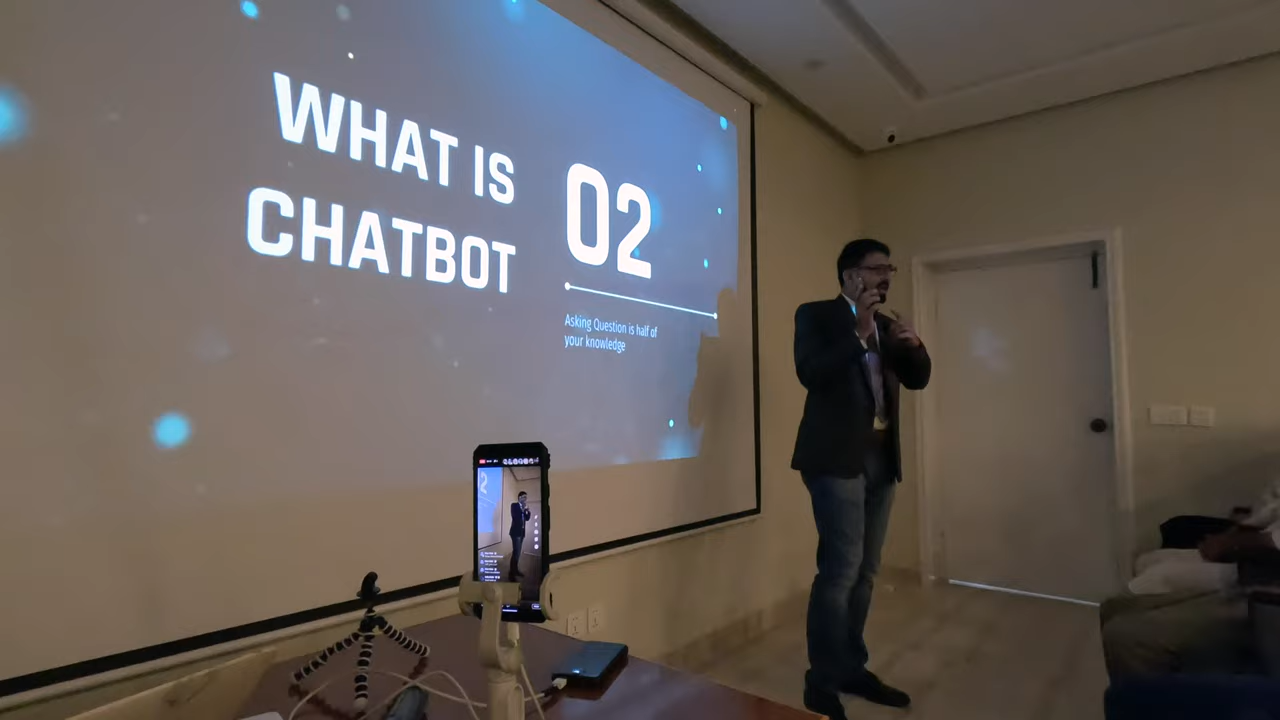 WHAT IS
CHATBOT
02
Asking Question is half of
your knowledge